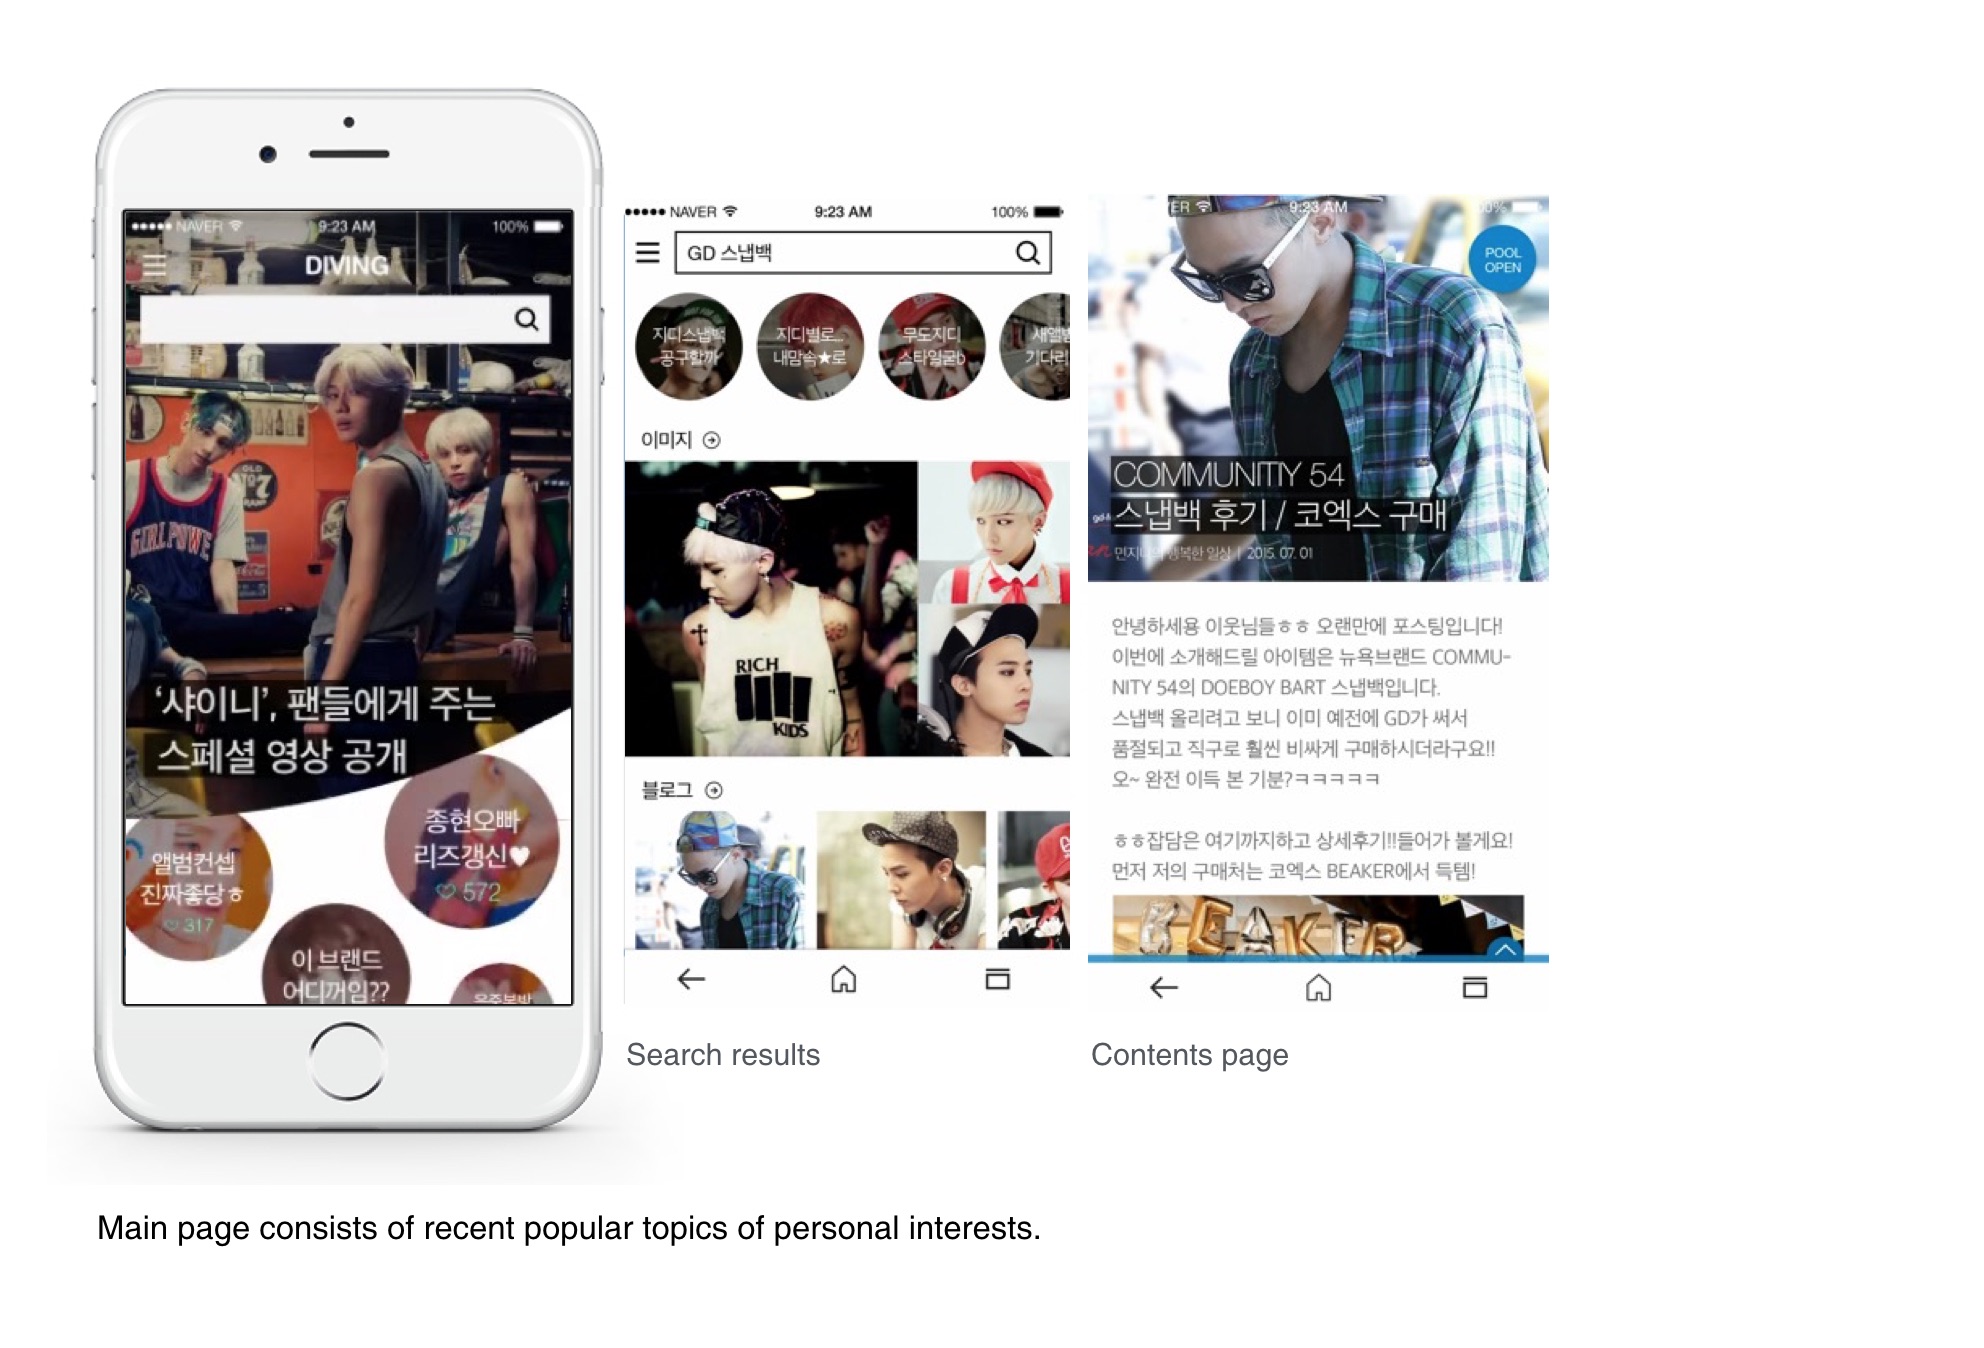 NAVER 9:23 AM 100%
DIVING
GIRL POWE
OLD
No7
‘샤이니’, 팬들에게 주는
스페셜 영상 공개
종현오빠
리즈갱신♥
♡ 572
앨범컨셉
진짜좋당ㅎ
♡ 317
이 브랜드
어디꺼임??
NAVER 9:23 AM 100%
GD 스냅백
지디스냅백
공구할까
지디별로...
내맘속★로
무도지디
스타일굳b
새앨범
기다리
이미지
RICH
KIDS
블로그
Search results
VER 9:23 AM 00%
POOL
OPEN
COMMUNITIY 54
스냅백 후기 / 코엑스 구매
행복한 일상 | 2015. 07. 01
안녕하세용 이웃님들ㅎㅎ 오랜만에 포스팅입니다!
이번에 소개해드릴 아이템은 뉴욕브랜드 COMMU-
NITY 54의 DOEBOY BART 스냅백입니다.
스냅백 올리려고 보니 이미 예전에 GD가 써서
품절되고 직구로 훨씬 비싸게 구매하시더라구요!!
오~ 완전 이득 본 기분?ㅋㅋㅋㅋㅋ
ㅎㅎ잡담은 여기까지하고 상세후기!!들어가 볼게요!
먼저 저의 구매처는 코엑스 BEAKER에서 득템!
BEAKER
Contents page
Main page consists of recent popular topics of personal interests.